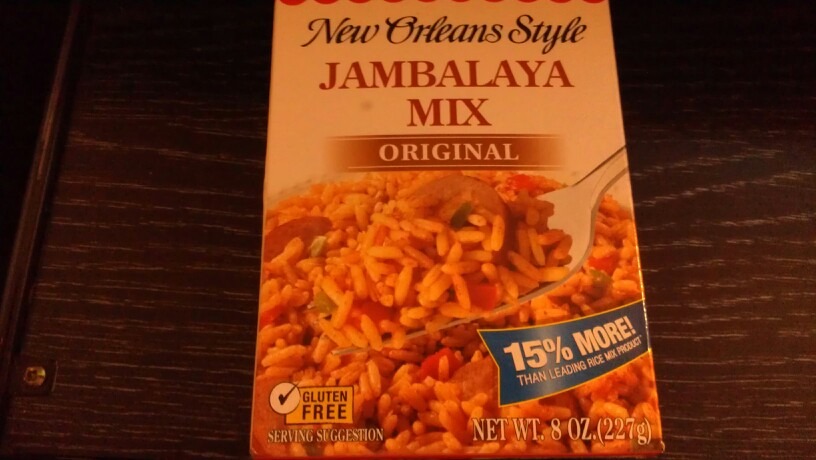 New Orleans Style
JAMBALAYA
MIX
ORIGINAL
15% MORE!
THAN LEADING RICE MIX PRODUCT
GLUTEN
FREE
SERVING SUGGESTION
NET WT. 8 OZ.(227g)